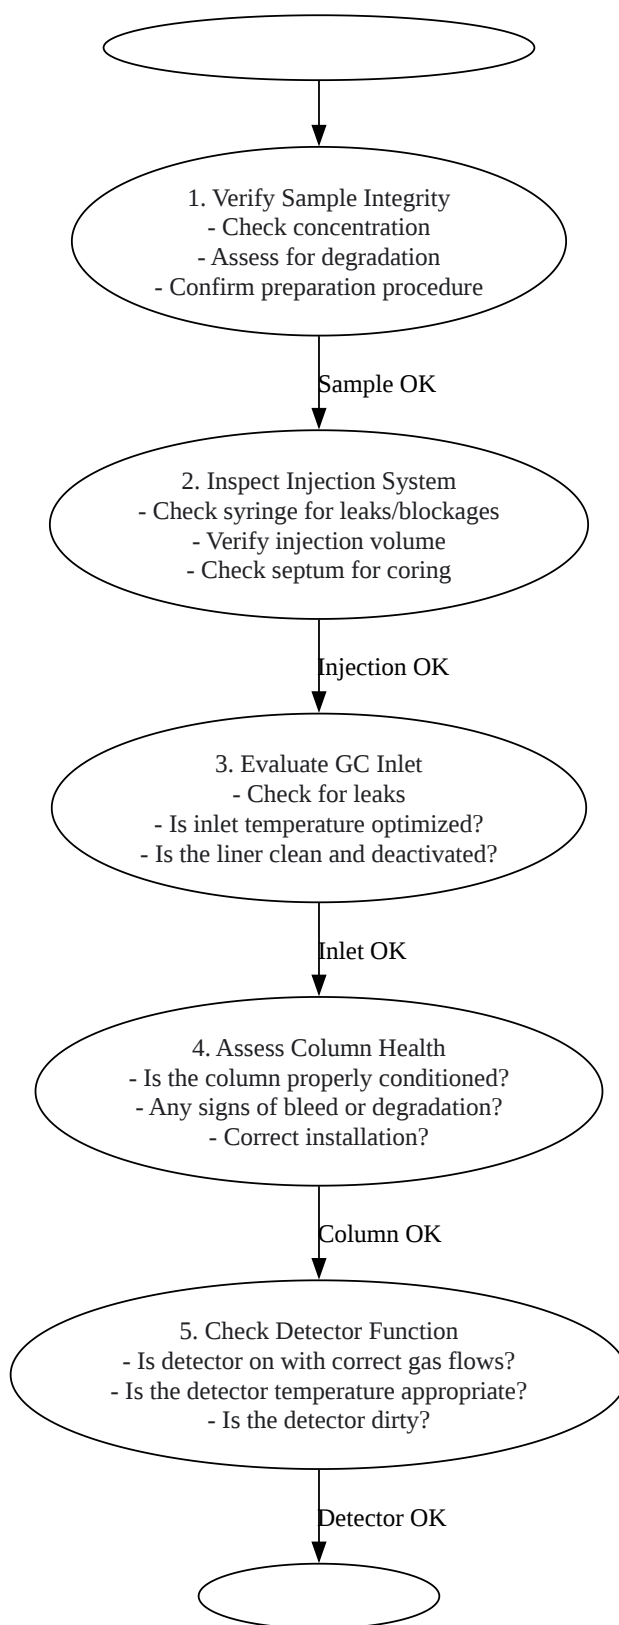 1. Verify Sample Integrity
- Check concentration
- Assess for degradation
- Confirm preparation procedure
Sample OK
2. Inspect Injection System
- Check syringe for leaks/blockages
- Verify injection volume
- Check septum for coring
Injection OK
3. Evaluate GC Inlet
- Check for leaks
- Is inlet temperature optimized?
- Is the liner clean and deactivated?
Inlet OK
4. Assess Column Health
- Is the column properly conditioned?
- Any signs of bleed or degradation?
- Correct installation?
Column OK
5. Check Detector Function
- Is detector on with correct gas flows?
- Is the detector temperature appropriate?
- Is the detector dirty?
Detector OK